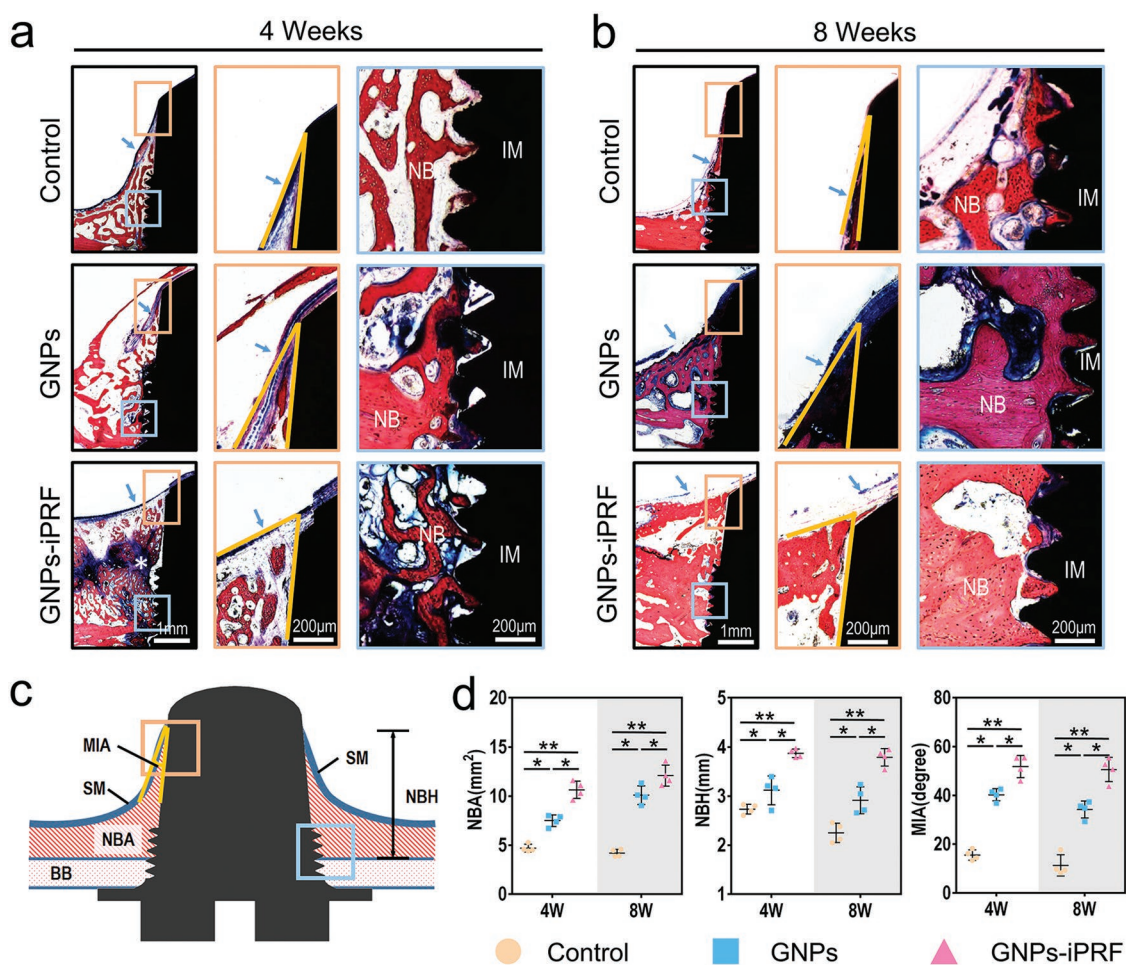 a
4 Weeks
b
8 Weeks
Control
NB
IM
Control
NB
IM
GNPs
NB
IM
GNPs
NB
IM
GNPs-iPRF
*
1mm
200μm
NB
IM
200μm
GNPs-iPRF
1mm
200μm
NB
IM
200μm
c
MIA
SM
SM
NBH
NBA
BB
d
NBA(mm²)
20
15
10
5
0
**
* *
**
* *
4W 8W
NBH(mm)
5
4
3
2
1
**
* *
**
* *
4W 8W
MIA(degree)
80
60
40
20
0
**
* *
**
* *
4W 8W
Control GNPs GNPs-iPRF